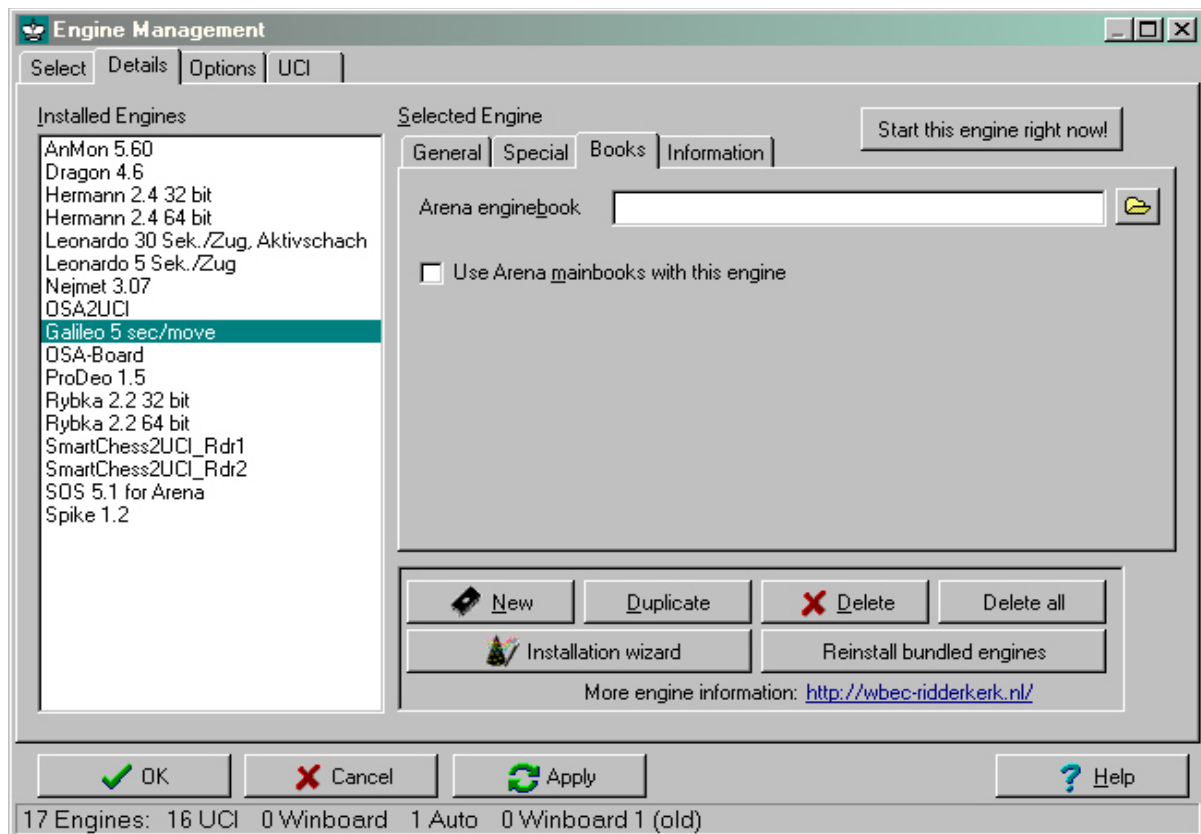 Engine Management
Select Details Options UCI
Installed Engines
AnMon 5.60
Dragon 4.6
Hermann 2.4 32 bit
Hermann 2.4 64 bit
Leonardo 30 Sek./Zug, Aktivschach
Leonardo 5 Sek./Zug
Nejmet 3.07
OSA2UCI
Galileo 5 sec/move
OSA-Board
ProDeo 1.5
Rybka 2.2 32 bit
Rybka 2.2 64 bit
SmartChess2UCI_Rdr1
SmartChess2UCI_Rdr2
SOS 5.1 for Arena
Spike 1.2
Selected Engine
Start this engine right now!
General Special Books Information
Arena enginebook
Use Arena mainbooks with this engine
New Duplicate Delete Delete all
Installation wizard Reinstall bundled engines
More engine information: http://wbec-ridderkerk.nl/
OK Cancel Apply Help
17 Engines: 16 UCI 0 Winboard 1 Auto 0 Winboard 1 (old)